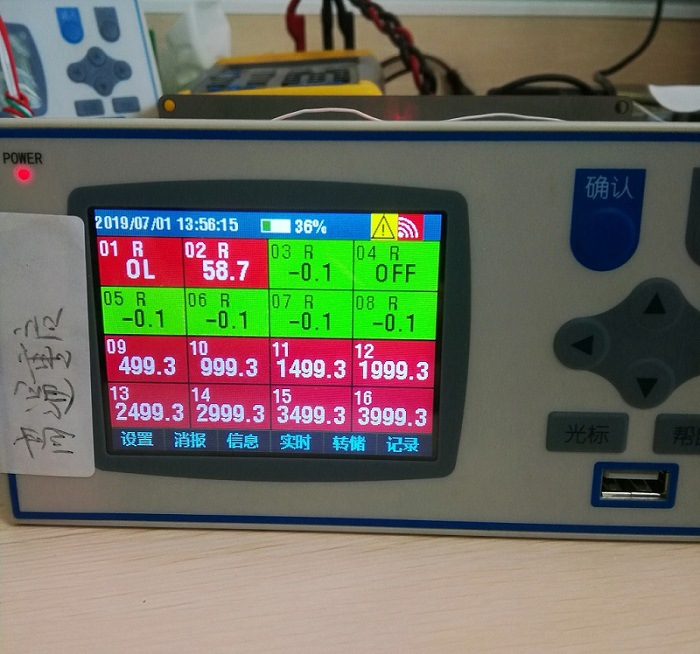 POWER
2019/07/01 13:56:15 36%
01 R 02 R 03 R 04 R
OL 58.7 -0.1 OFF
05 R 06 R 07 R 08 R
-0.1 -0.1 -0.1 -0.1
09 10 11 12
499.3 999.3 1499.3 1999.3
13 14 15 16
2499.3 2999.3 3499.3 3999.3
设置 消报 信息 实时 转储 记录
确认
光标